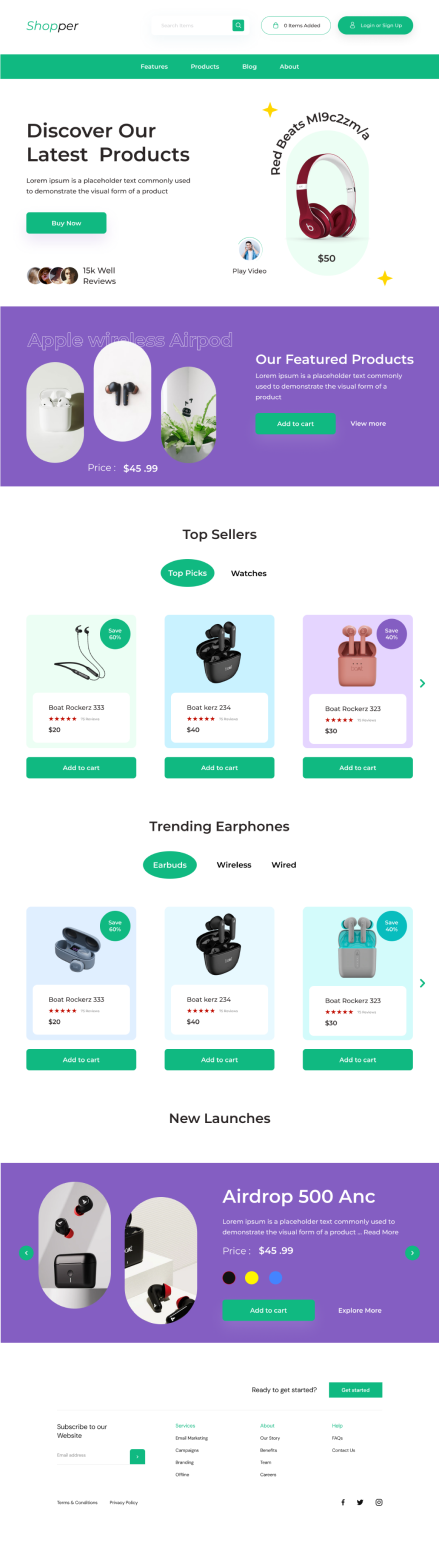 Shopper
Search Items
0 Items Added
Login or Sign Up
Features
Products
Blog
About
Red Beats Ml9c2zm/a
Discover Our
Latest Products
Lorem ipsum is a placeholder text commonly used
to demonstrate the visual form of a product
Buy Now
$50
Play Video
15k Well
Reviews
Apple wireless Airpod
Price : $45 .99
Our Featured Products
Lorem ipsum is a placeholder text commonly
used to demonstrate the visual form of a
product
Add to cart
View more
Top Sellers
Top Picks
Watches
Save
60%
Boat Rockerz 333
75 Reviews
$20
Add to cart
Boat kerz 234
75 Reviews
$40
Add to cart
Save
40%
Boat Rockerz 323
75 Reviews
$30
Add to cart
Trending Earphones
Earbuds
Wireless
Wired
Save
60%
Boat Rockerz 333
75 Reviews
$20
Add to cart
Boat kerz 234
75 Reviews
$40
Add to cart
Save
40%
Boat Rockerz 323
75 Reviews
$30
Add to cart
New Launches
Airdrop 500 Anc
Lorem ipsum is a placeholder text commonly used to
demonstrate the visual form of a product ... Read More
Price : $45 .99
Add to cart
Explore More
Ready to get started?
Get started
Subscribe to our
Website
Email address
Services
Email Marketing
Campaigns
Branding
Offline
About
Our Story
Benefits
Team
Careers
Help
FAQs
Contact Us
Terms & Conditions
Privacy Policy